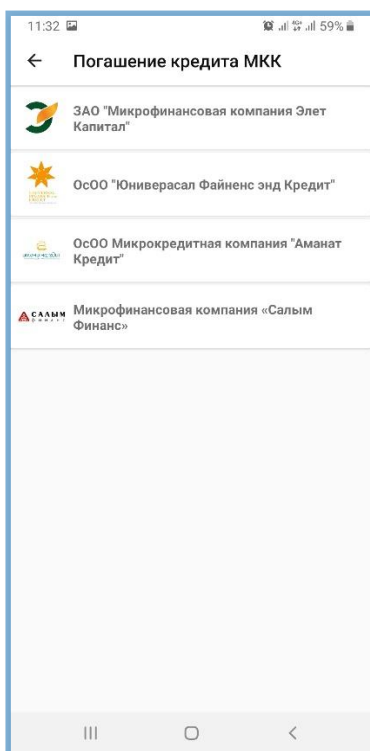 11:32
59%
Погашение кредита МКК
ЗАО "Микрофинансовая компания Элет
Капитал"
ОсОО "Юниверасал Файненс энд Кредит"
ОсОО Микрокредитная компания "Аманат
Кредит"
САЛЫМ
Микрофинансовая компания «Салым
Финанс»